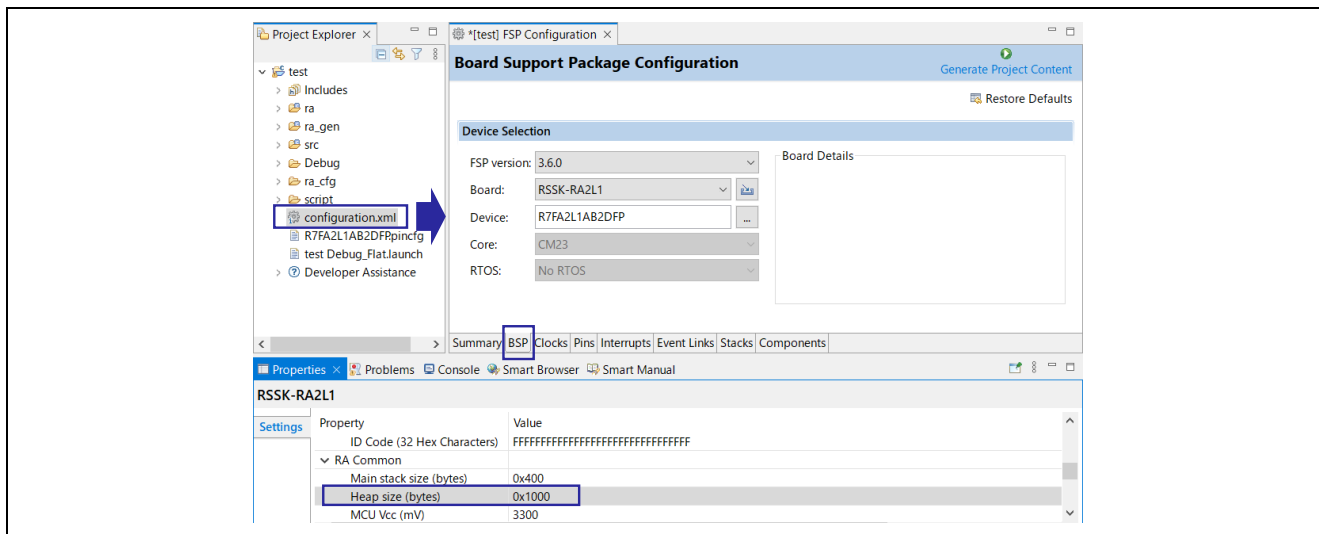 Project Explorer
test
Includes
ra
ra_gen
src
Debug
ra_cfg
script
configuration.xml
R7FA2L1AB2DFP.pincfg
test Debug_Flat.launch
Developer Assistance
*[test] FSP Configuration
Board Support Package Configuration
Generate Project Content
Restore Defaults
Device Selection
FSP version: 3.6.0
Board: RSSK-RA2L1
Device: R7FA2L1AB2DFP ...
Core: CM23
RTOS: No RTOS
Board Details
Summary BSP Clocks Pins Interrupts Event Links Stacks Components
Properties Problems Console Smart Browser Smart Manual
RSSK-RA2L1
Settings
Property Value
ID Code (32 Hex Characters) FFFFFFFFFFFFFFFFFFFFFFFFFFFFFFFF
RA Common
Main stack size (bytes) 0x400
Heap size (bytes) 0x1000
MCU Vcc (mV) 3300